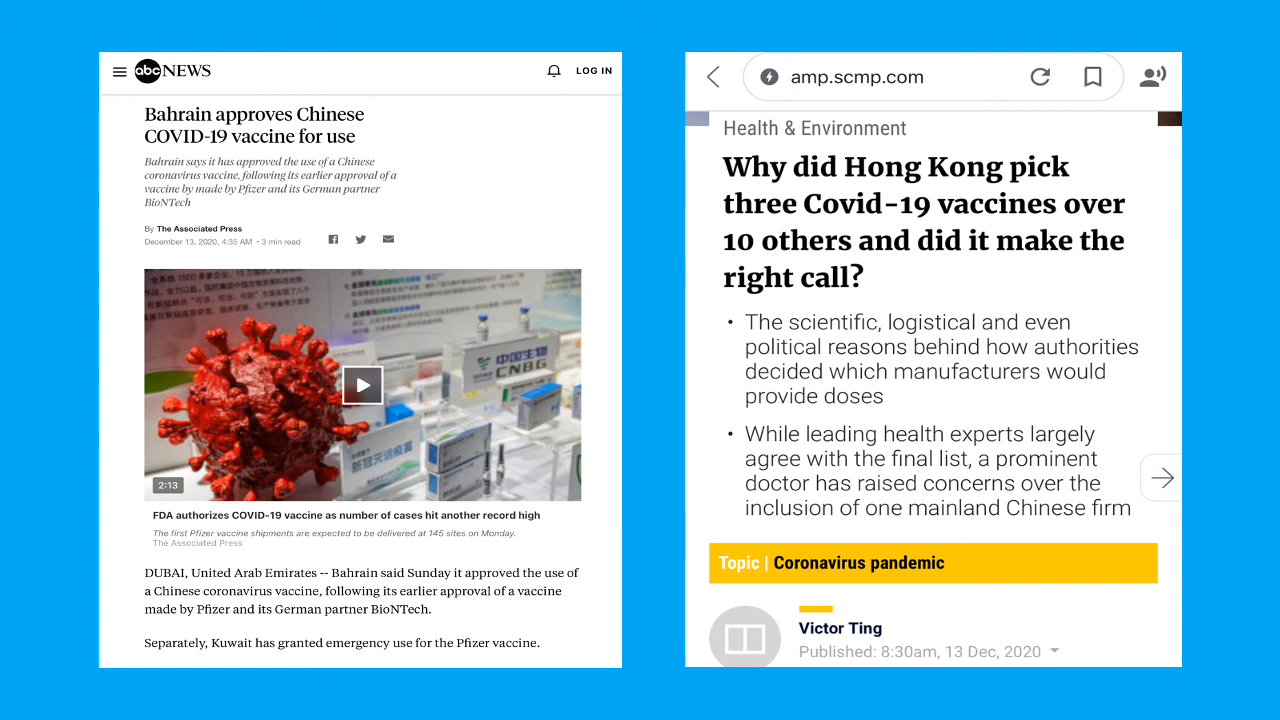 abc NEWS
LOG IN
Bahrain approves Chinese
COVID-19 vaccine for use
Bahrain says it has approved the use of a Chinese
coronavirus vaccine, following its earlier approval of a
vaccine by made by Pfizer and its German partner
BioNTech
By The Associated Press
December 13, 2020, 4:35 AM • 3 min read
中国生物
CNBG
新冠灭活疫苗
2:13
FDA authorizes COVID-19 vaccine as number of cases hit another record high
The first Pfizer vaccine shipments are expected to be delivered at 145 sites on Monday.
The Associated Press
DUBAI, United Arab Emirates -- Bahrain said Sunday it approved the use of
a Chinese coronavirus vaccine, following its earlier approval of a vaccine
made by Pfizer and its German partner BioNTech.
Separately, Kuwait has granted emergency use for the Pfizer vaccine.
amp.scmp.com
Health & Environment
Why did Hong Kong pick
three Covid-19 vaccines over
10 others and did it make the
right call?
• The scientific, logistical and even
political reasons behind how authorities
decided which manufacturers would
provide doses
• While leading health experts largely
agree with the final list, a prominent
doctor has raised concerns over the
inclusion of one mainland Chinese firm
Topic | Coronavirus pandemic
Victor Ting
Published: 8:30am, 13 Dec, 2020